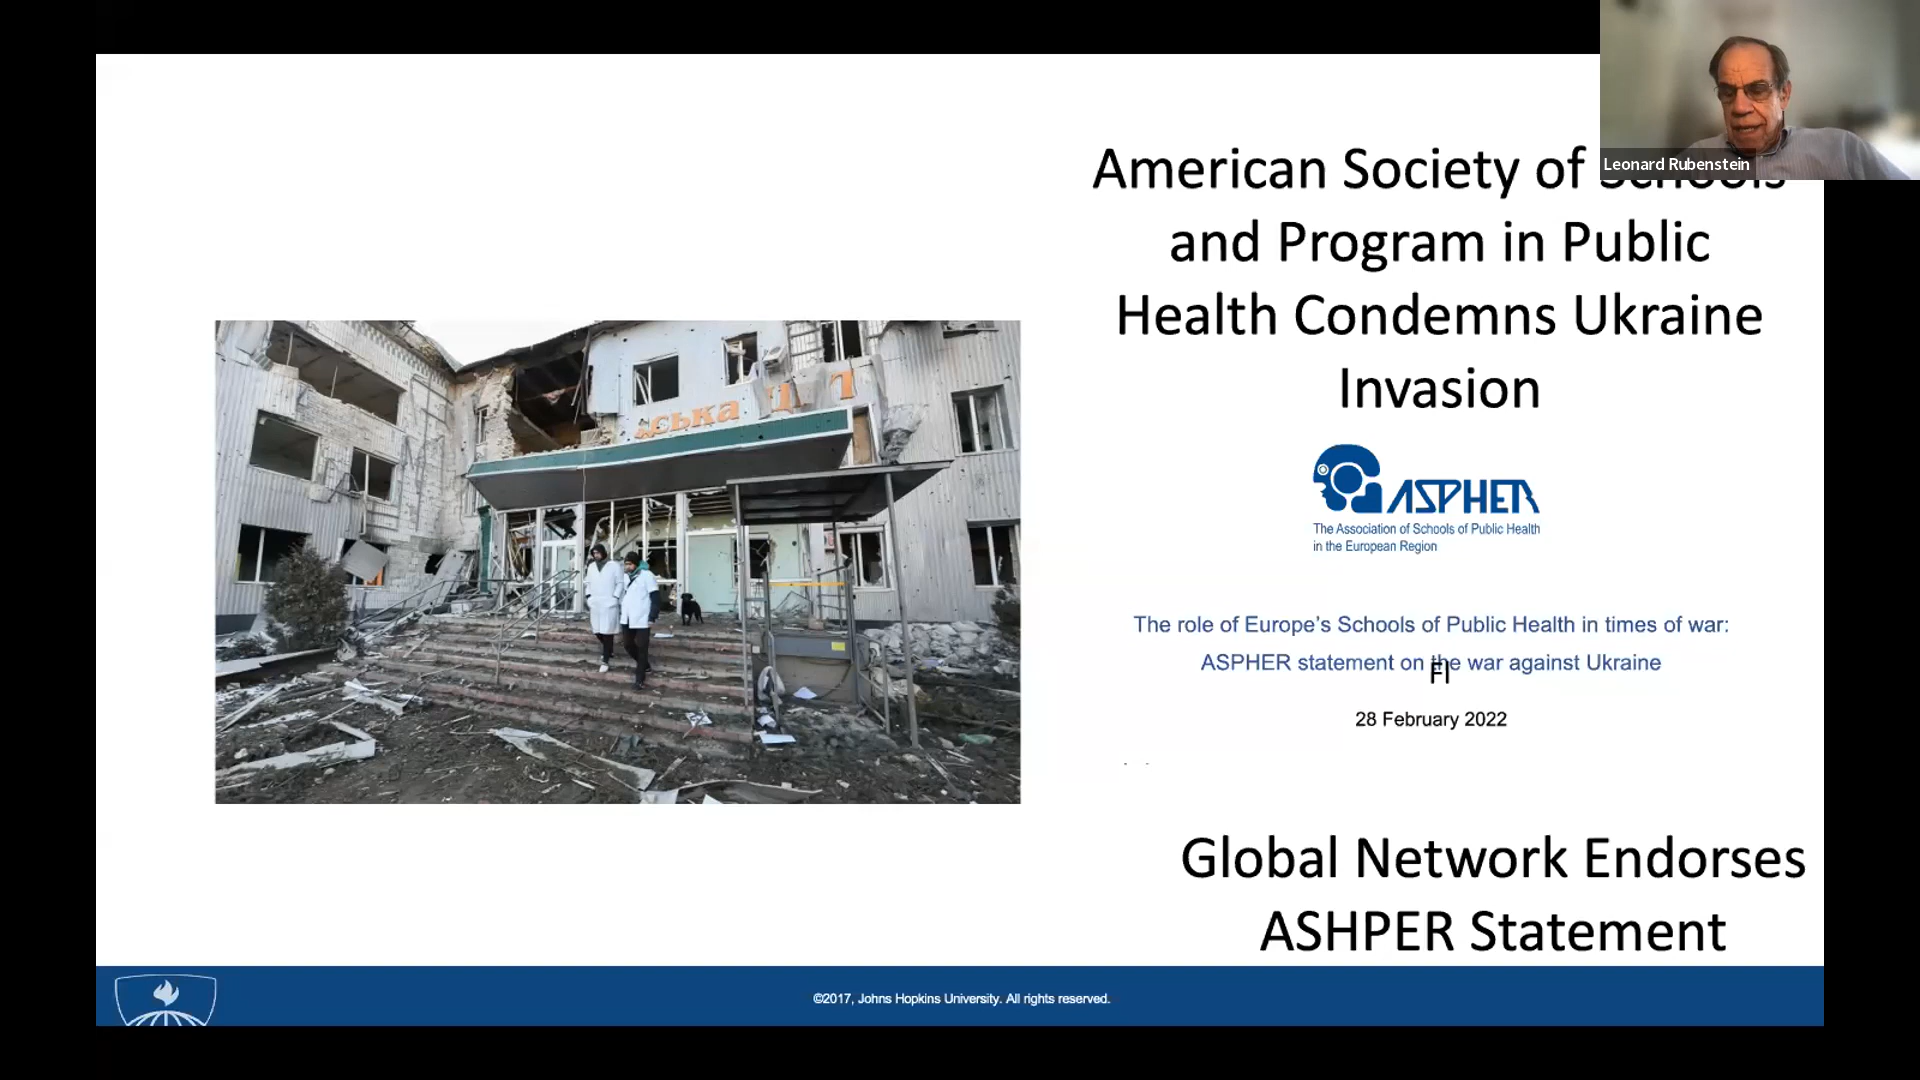 Leonard Rubenstein
American Society of Schools
and Program in Public
Health Condemns Ukraine
Invasion
ська
ASPHER
The Association of Schools of Public Health
in the European Region
The role of Europe's Schools of Public Health in times of war:
ASPHER statement on the war against Ukraine
FI
28 February 2022
Global Network Endorses
ASHPER Statement
©2017, Johns Hopkins University. All rights reserved.